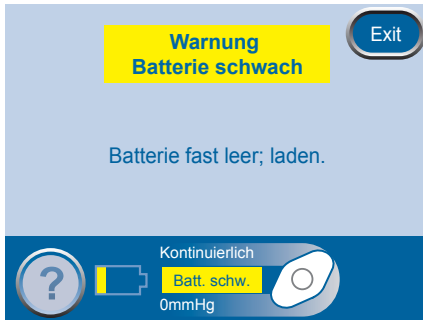 Warnung
Batterie schwach
Exit
Batterie fast leer; laden.
?
Kontinuierlich
Batt. schw.
0mmHg